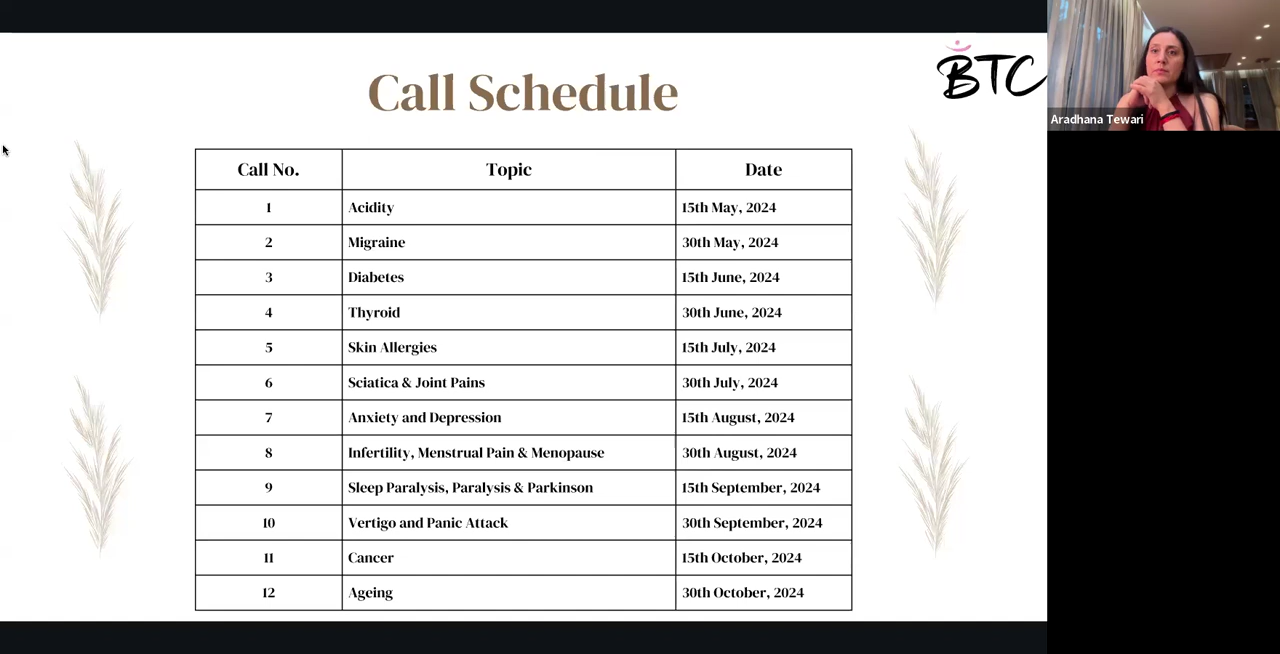 Call Schedule
BTC
Aradhana Tewari
Call No. Topic Date
1 Acidity 15th May, 2024
2 Migraine 30th May, 2024
3 Diabetes 15th June, 2024
4 Thyroid 30th June, 2024
5 Skin Allergies 15th July, 2024
6 Sciatica & Joint Pains 30th July, 2024
7 Anxiety and Depression 15th August, 2024
8 Infertility, Menstrual Pain & Menopause 30th August, 2024
9 Sleep Paralysis, Paralysis & Parkinson 15th September, 2024
10 Vertigo and Panic Attack 30th September, 2024
11 Cancer 15th October, 2024
12 Ageing 30th October, 2024